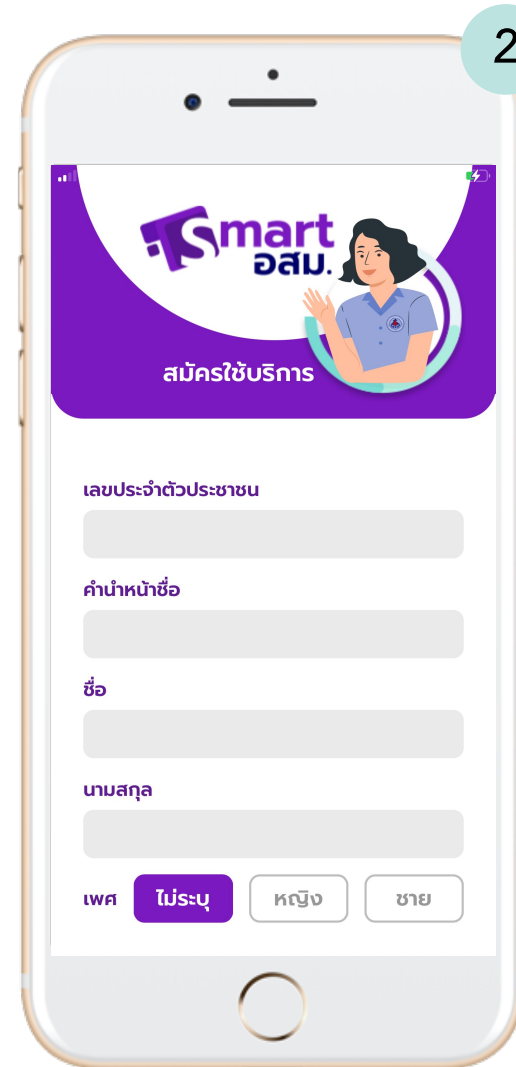 2
Smart
อสม.
สมัครใช้บริการ
เลขประจำตัวประชาชน
คำนำหน้าชื่อ
ชื่อ
นามสกุล
เพศ ไม่ระบุ หญิง ชาย